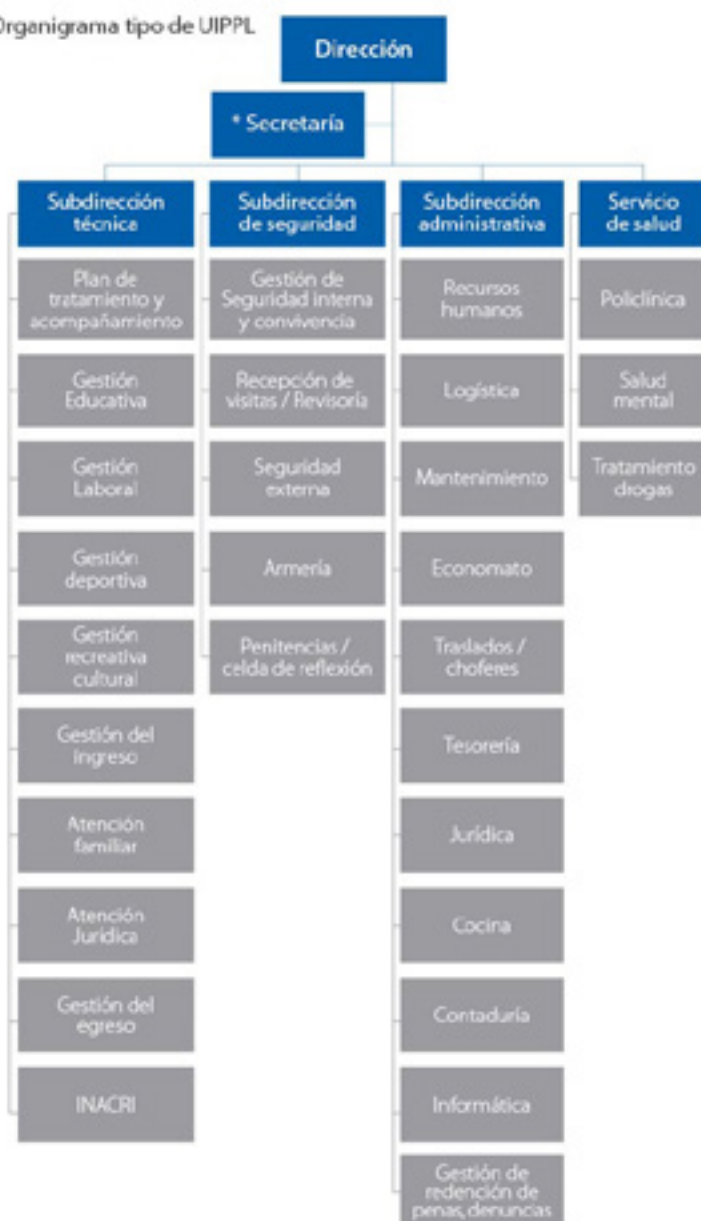 Organigrama tipo de UIPPL
Dirección
* Secretaría
Subdirección
técnica
Plan de
tratamiento y
acompañamiento
Gestión
Educativa
Gestión
Laboral
Gestión
deportiva
Gestión
recreativa
cultural
Gestión del
ingreso
Atención
familiar
Atención
Jurídica
Gestión del
egreso
INACRI
Subdirección
de seguridad
Gestión de
Seguridad interna
y convivencia
Recepción de
visitas / Revisoría
Seguridad
externa
Armería
Penitencias /
celda de reflexión
Subdirección
administrativa
Recursos
humanos
Logística
Mantenimiento
Economato
Traslados /
choferes
Tesorería
Jurídica
Cocina
Contaduría
Informática
Gestión de
redención de
penas, denuncias
Servicio
de salud
Policlínica
Salud
mental
Tratamiento
drogas